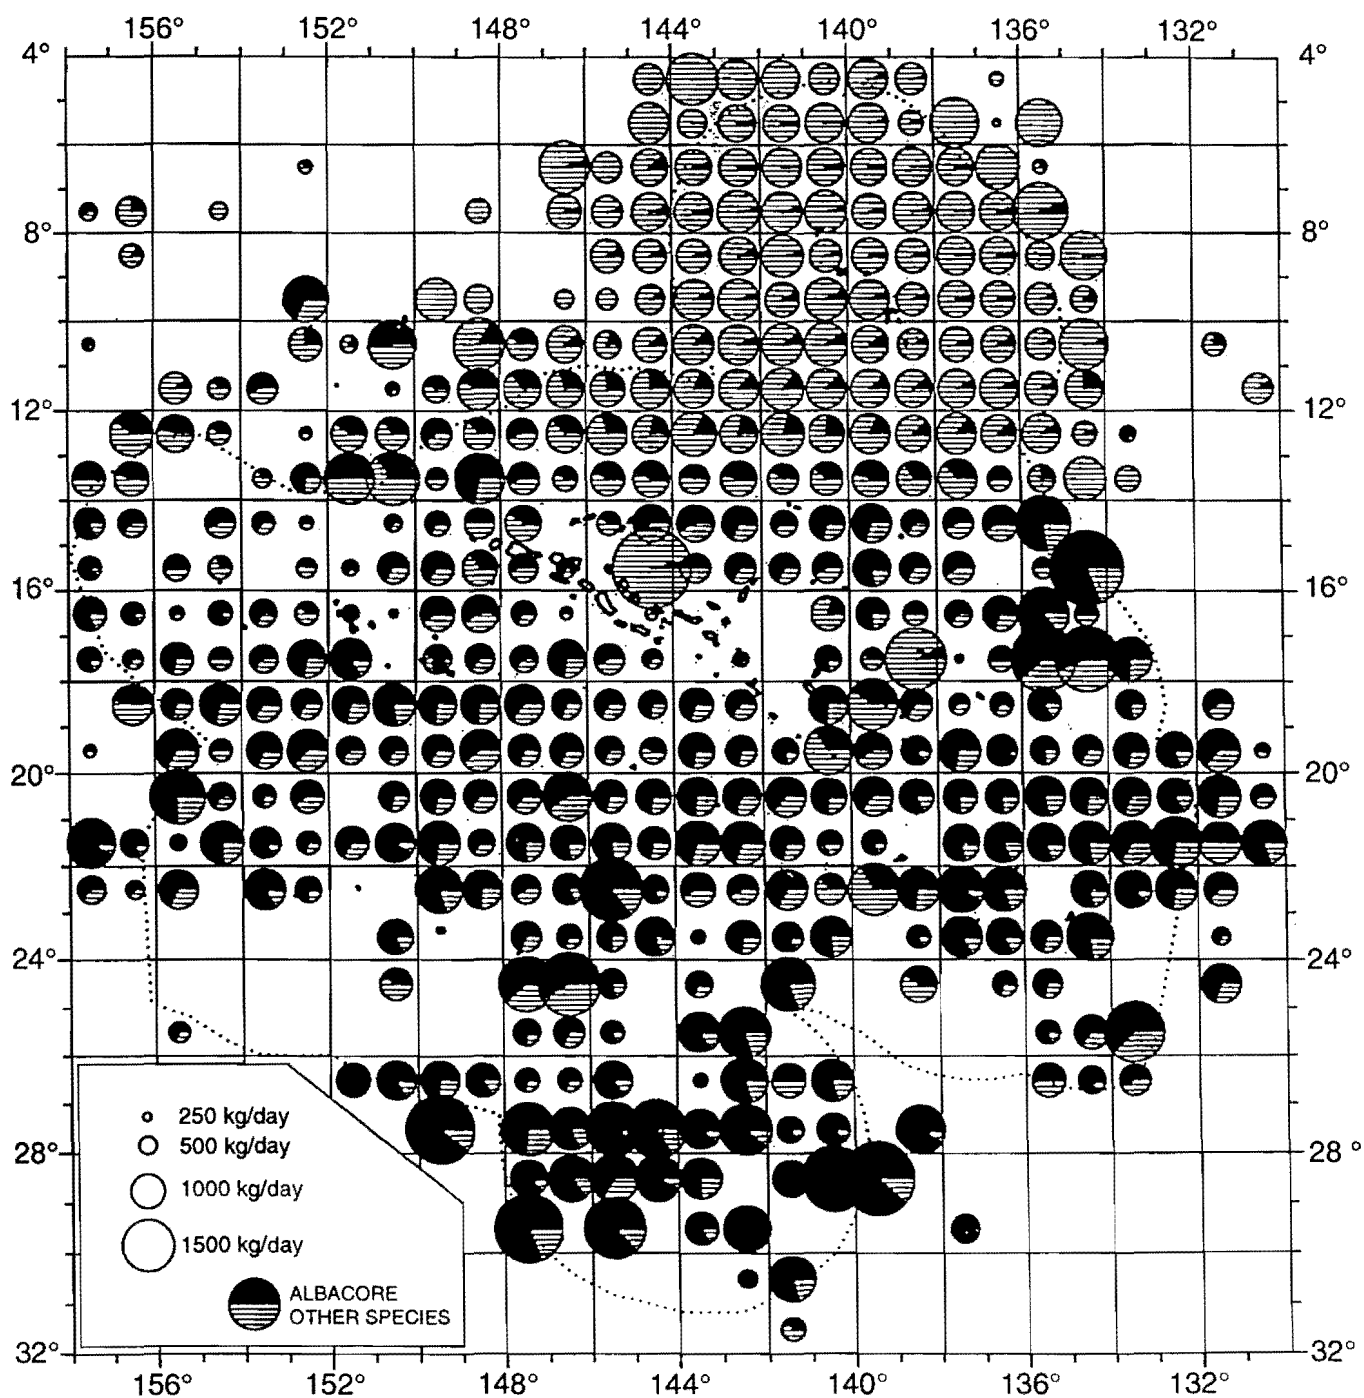 156° 152° 148° 144° 140° 136° 132°
4° 4°
8° 8°
12° 12°
16° 16°
20° 20°
24° 24°
250 kg/day
500 kg/day
28° 28°
1000 kg/day
1500 kg/day
ALBACORE
OTHER SPECIES
32° 32°
156° 152° 148° 144° 140° 136° 132°